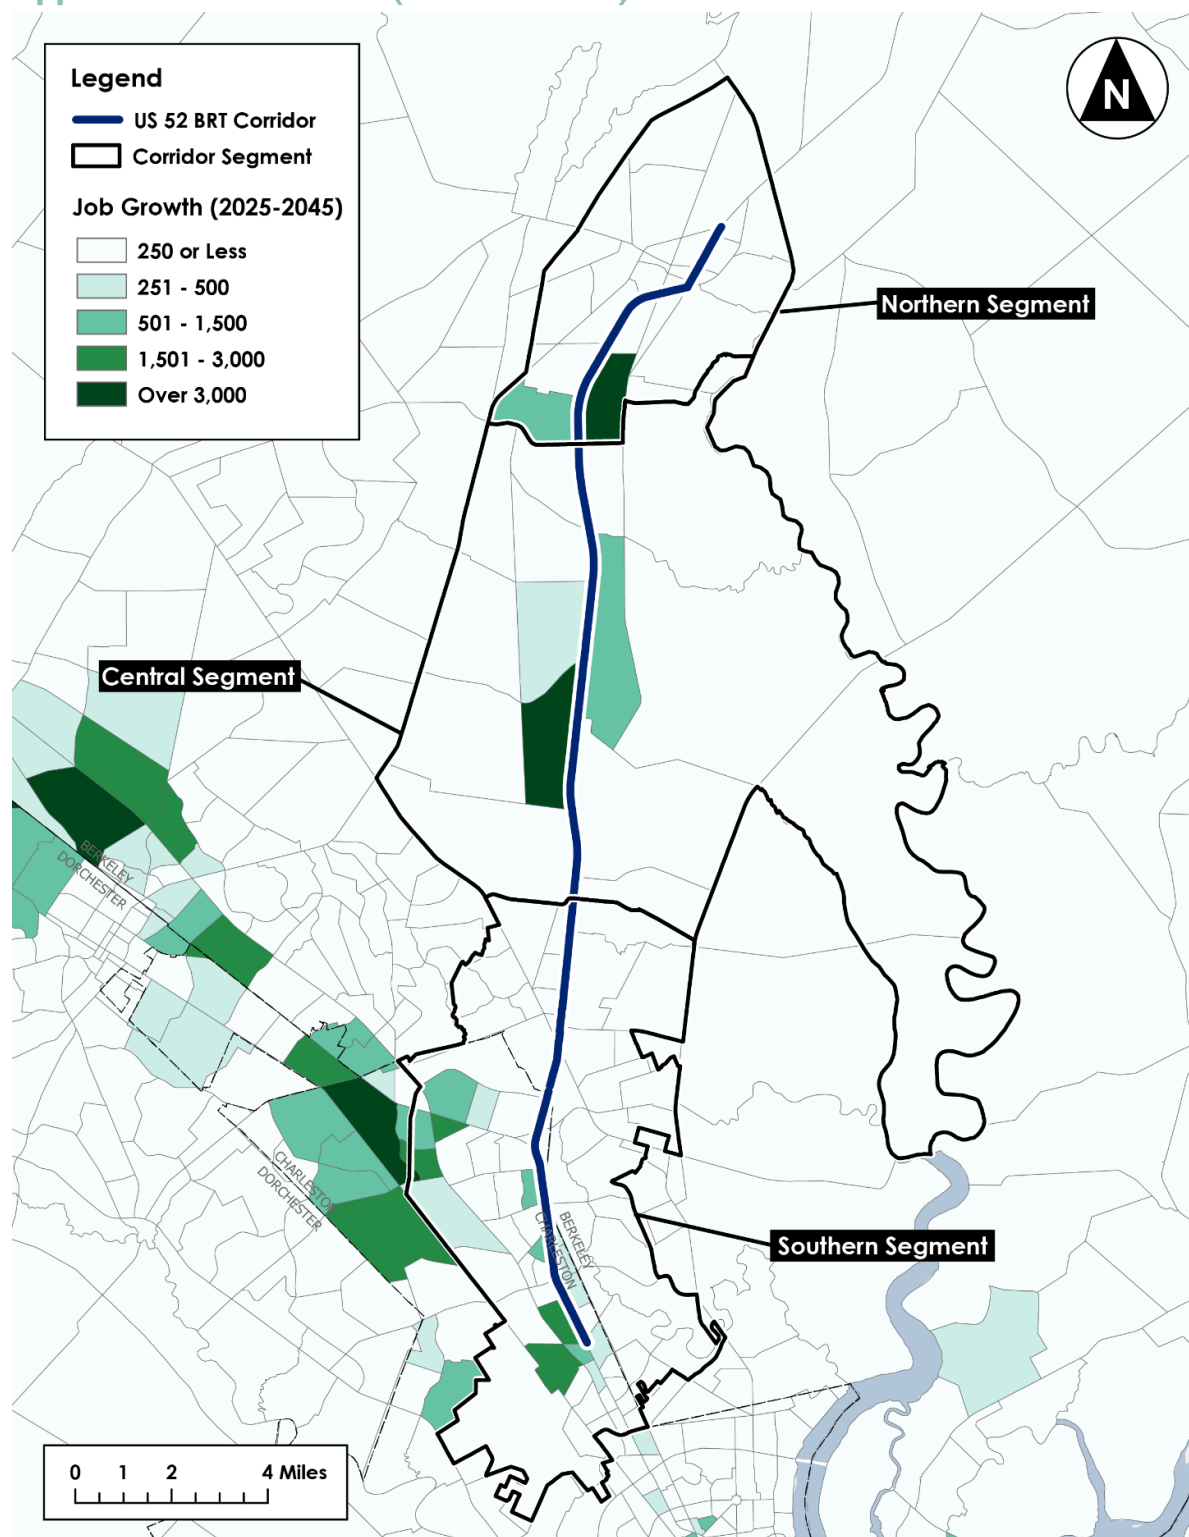 Legend
US 52 BRT Corridor
Corridor Segment
Job Growth (2025-2045)
250 or Less
251 - 500
501 - 1,500
1,501 - 3,000
Over 3,000
N
Northern Segment
Central Segment
BERKELEY
DORCHESTER
CHARLESTON
DORCHESTER
BERKELEY
CHARLESTON
Southern Segment
0 1 2 4 Miles